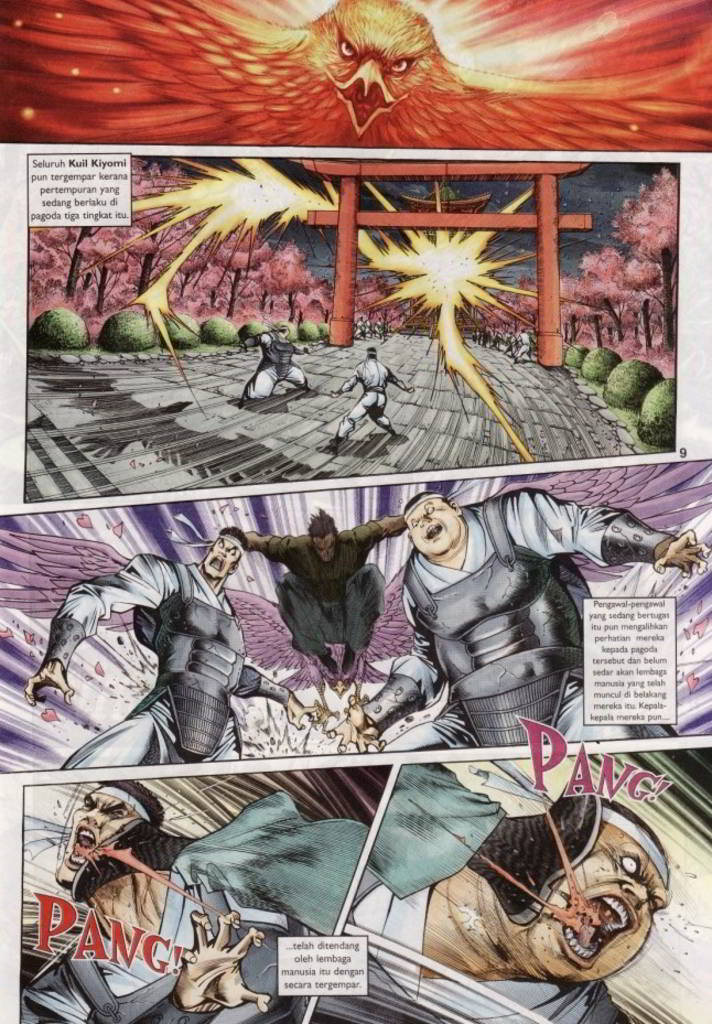 Seluruh Kuil Kiyomi
pun tergempar kerana
pertempuran yang
sedang berlaku di
pagoda tiga tingkat itu.
9
Pengawal-pengawal
yang sedang bertugas
itu pun mengalihkan
perhatian mereka
kepada pagoda
tersebut dan belum
sedar akan lembaga
manusia yang telah
muncul di belakang
mereka itu. Kepala-
kepala mereka pun....
PANG!
PANG!
...telah ditendang
oleh lembaga
manusia itu dengan
secara tergempar.